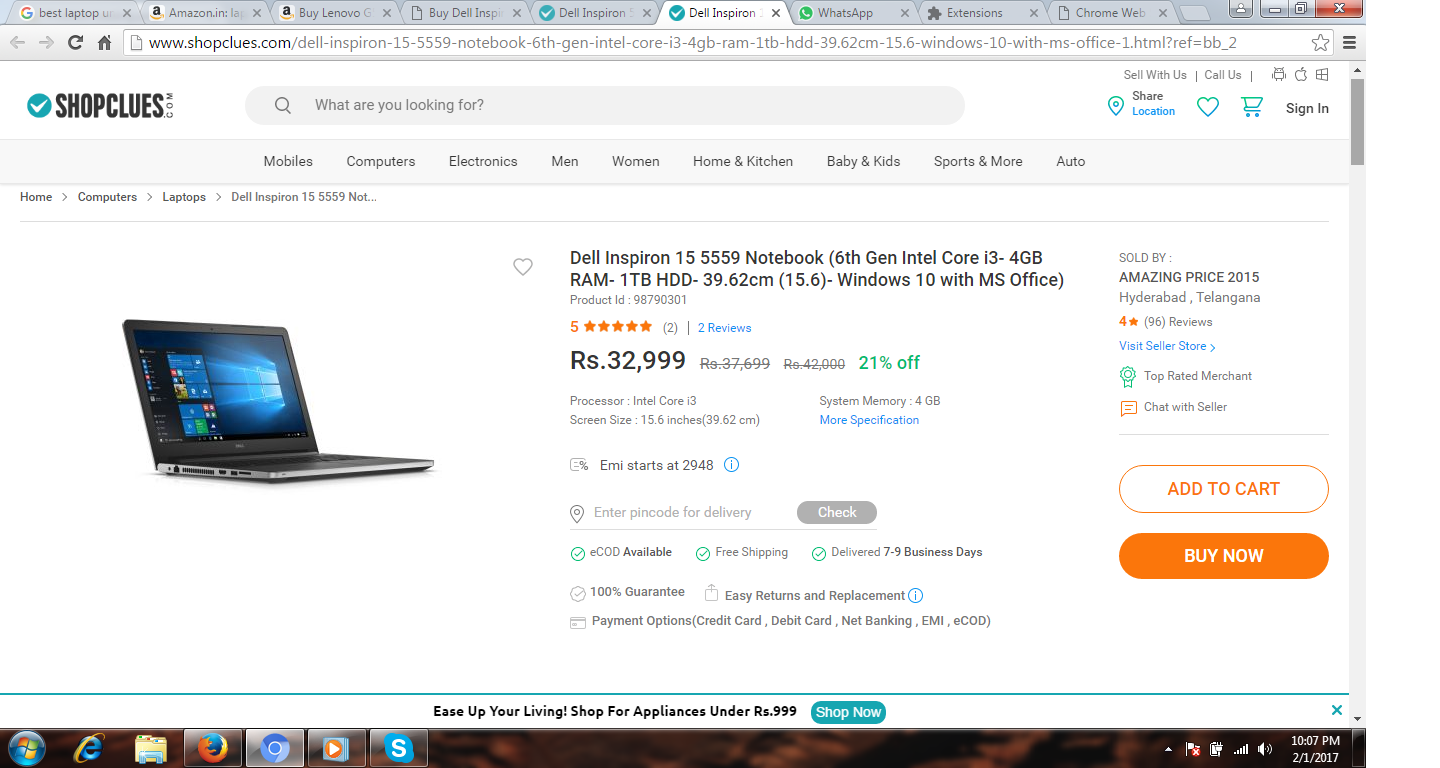 best laptop un
Amazon.in: lap
Buy Lenovo G
Buy Dell Inspir
Dell Inspiron 5
Dell Inspiron 1
WhatsApp
Extensions
Chrome Web
www.shopclues.com/dell-inspiron-15-5559-notebook-6th-gen-intel-core-i3-4gb-ram-1tb-hdd-39.62cm-15.6-windows-10-with-ms-office-1.html?ref=bb_2
Sell With Us | Call Us |
SHOPCLUES.COM
What are you looking for?
Share
Location
Sign In
Mobiles Computers Electronics Men Women Home & Kitchen Baby & Kids Sports & More Auto
Home > Computers > Laptops > Dell Inspiron 15 5559 Not...
Dell Inspiron 15 5559 Notebook (6th Gen Intel Core i3- 4GB
RAM- 1TB HDD- 39.62cm (15.6)- Windows 10 with MS Office)
Product Id : 98790301
5 (2) | 2 Reviews
Rs.32,999 Rs.37,699 Rs.42,000 21% off
Processor : Intel Core i3 System Memory : 4 GB
Screen Size : 15.6 inches(39.62 cm) More Specification
Emi starts at 2948
Enter pincode for delivery Check
eCOD Available Free Shipping Delivered 7-9 Business Days
100% Guarantee Easy Returns and Replacement
Payment Options(Credit Card , Debit Card , Net Banking , EMI , eCOD)
SOLD BY :
AMAZING PRICE 2015
Hyderabad , Telangana
4 (96) Reviews
Visit Seller Store >
Top Rated Merchant
Chat with Seller
ADD TO CART
BUY NOW
Ease Up Your Living! Shop For Appliances Under Rs.999 Shop Now
10:07 PM
2/1/2017